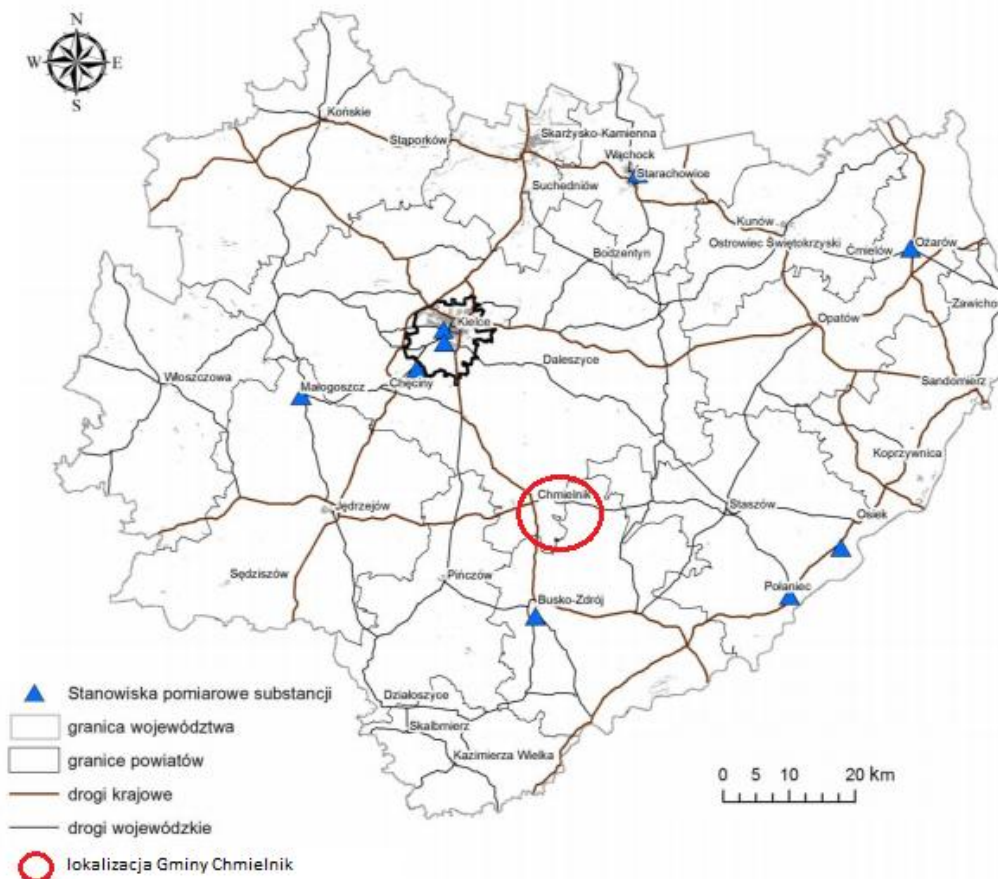 N
W E
S
Końskie
Stąporków
Skarżysko-Kamienna
Wąchock
Starachowice
Suchedniów
Kunów
Ostrowiec Świętokrzyski
Bodzentyn
Ćmielów
Ożarów
Zawicho
Opatów
Kielce
Daleszyce
Chęciny
Włoszczowa
Małogoszcz
Sandomierz
Koprzywnica
Chmielnik
Staszów
Osiek
Jędrzejów
Sędziszów
Pińczów
Połaniec
Busko-Zdrój
Działoszyce
Skalbmierz
Kazimierza Wielka
Stanowiska pomiarowe substancji
granica województwa
granice powiatów
drogi krajowe
drogi wojewódzkie
lokalizacja Gminy Chmielnik
0 5 10 20 km